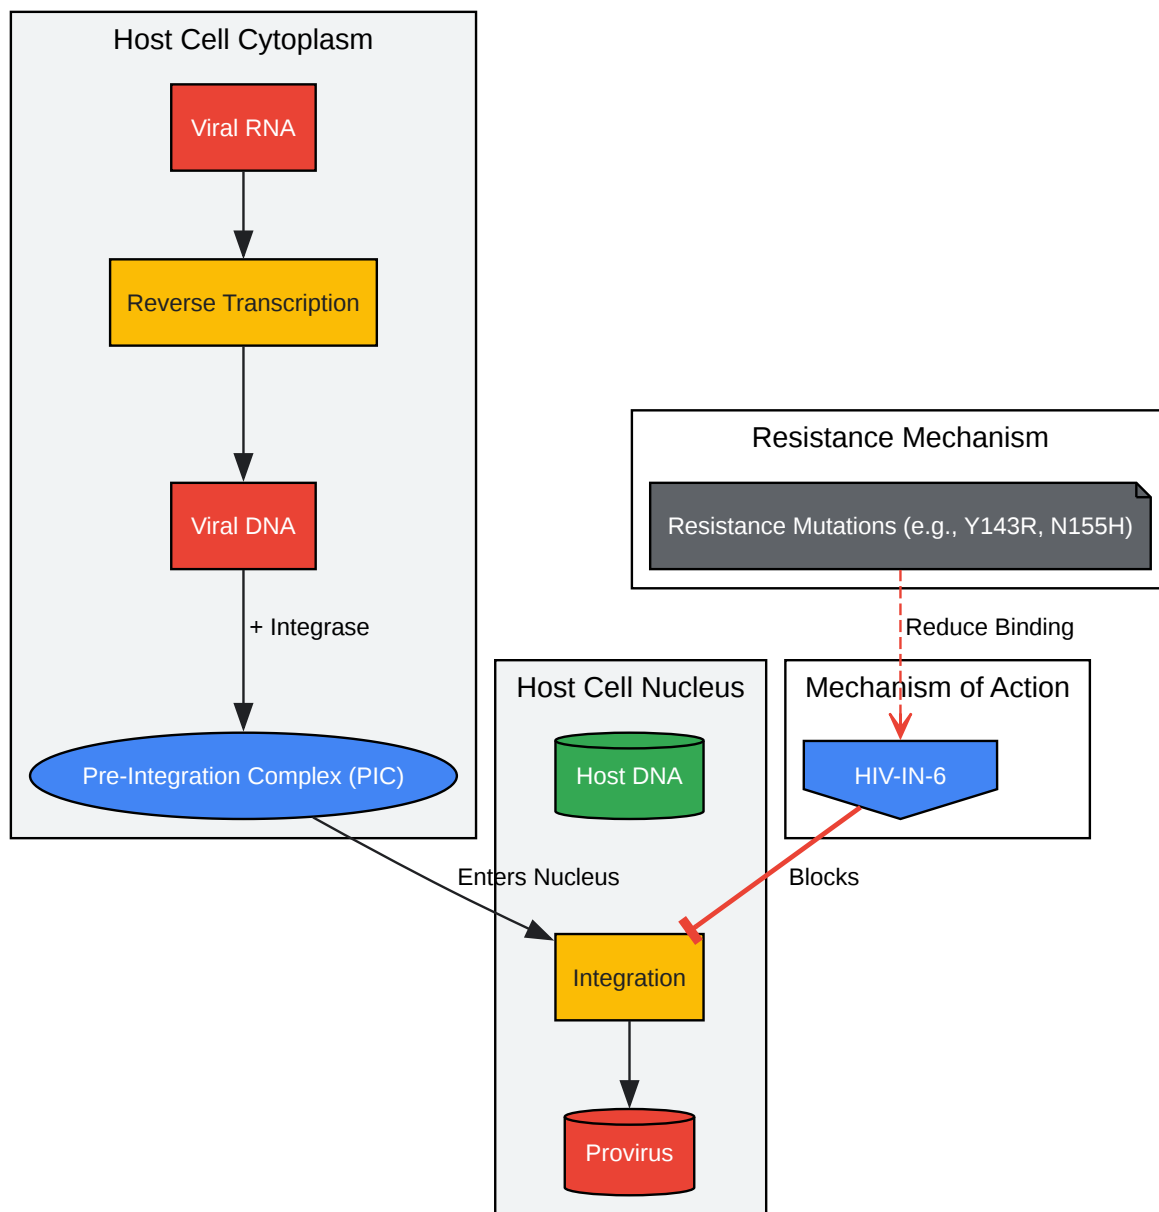 Host Cell Cytoplasm
Viral RNA
Reverse Transcription
Viral DNA
+ Integrase
Pre-Integration Complex (PIC)
Resistance Mechanism
Resistance Mutations (e.g., Y143R, N155H)
Reduce Binding
Host Cell Nucleus
Host DNA
Mechanism of Action
HIV-IN-6
Enters Nucleus
Blocks
Integration
Provirus